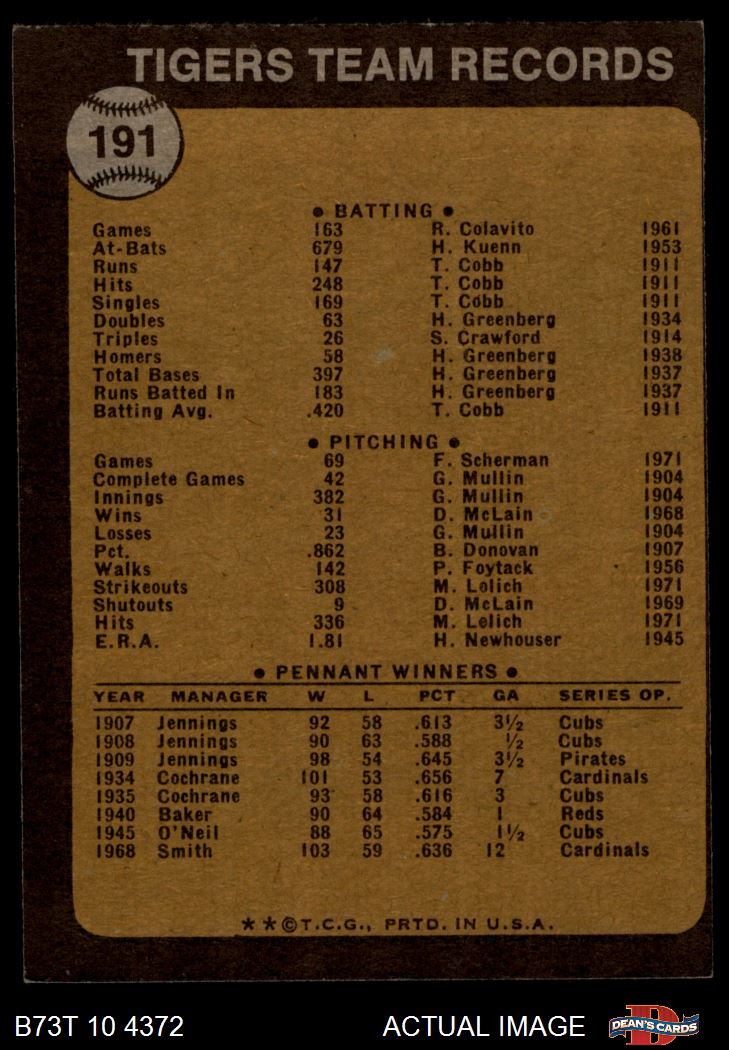 TIGERS TEAM RECORDS
191
• BATTING •
Games 163 R. Colavito 1961
At-Bats 679 H. Kuenn 1953
Runs 147 T. Cobb 1911
Hits 248 T. Cobb 1911
Singles 169 T. Cobb 1911
Doubles 63 H. Greenberg 1934
Triples 26 S. Crawford 1914
Homers 58 H. Greenberg 1938
Total Bases 397 H. Greenberg 1937
Runs Batted In 183 H. Greenberg 1937
Batting Avg. .420 T. Cobb 1911
• PITCHING •
Games 69 F. Scherman 1971
Complete Games 42 G. Mullin 1904
Innings 382 G. Mullin 1904
Wins 31 D. McLain 1968
Losses 23 G. Mullin 1904
Pct. .862 B. Donovan 1907
Walks 142 P. Foytack 1956
Strikeouts 308 M. Lolich 1971
Shutouts 9 D. McLain 1969
Hits 336 M. Lolich 1971
E.R.A. 1.81 H. Newhouser 1945
• PENNANT WINNERS •
YEAR MANAGER W L PCT GA SERIES OP.
1907 Jennings 92 58 .613 3½ Cubs
1908 Jennings 90 63 .588 ½ Cubs
1909 Jennings 98 54 .645 3½ Pirates
1934 Cochrane 101 53 .656 7 Cardinals
1935 Cochrane 93 58 .616 3 Cubs
1940 Baker 90 64 .584 1 Reds
1945 O'Neil 88 65 .575 1½ Cubs
1968 Smith 103 59 .636 12 Cardinals
★★©T.C.G., PRTD. IN U.S.A.
B73T 10 4372 ACTUAL IMAGE D DEAN'S CARDS